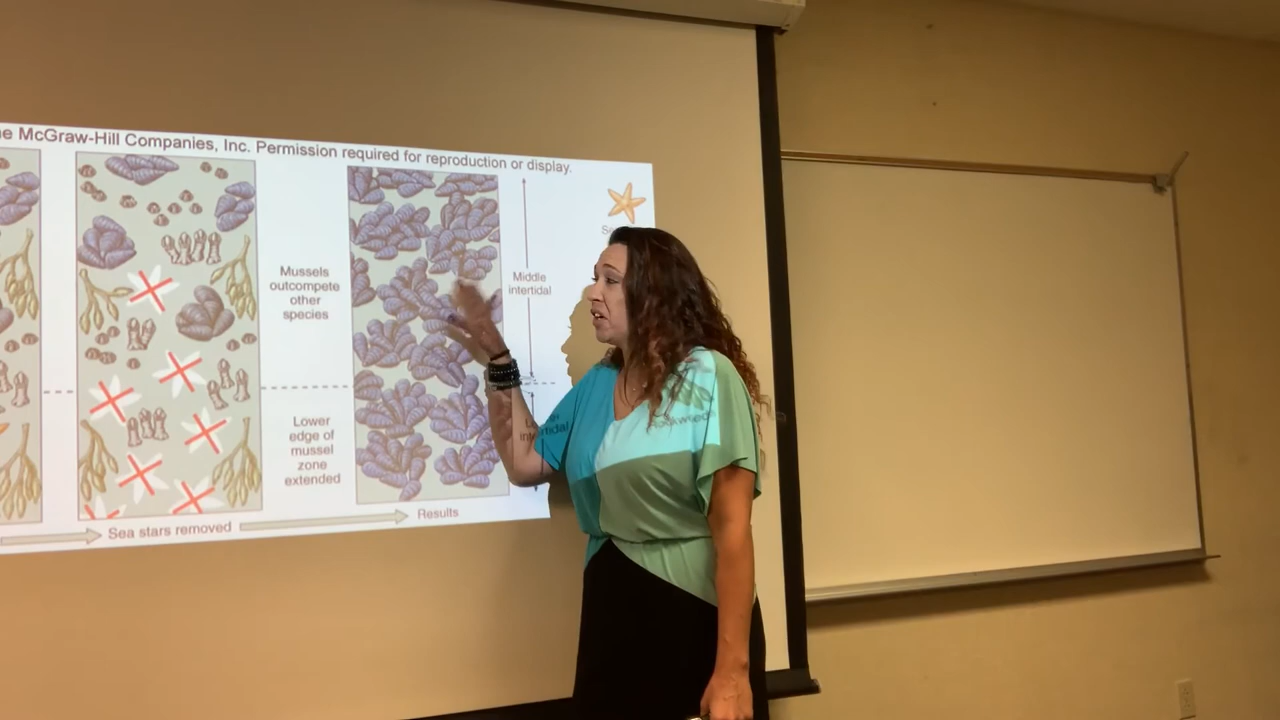 he McGraw-Hill Companies, Inc. Permission required for reproduction or display.
Mussels
outcompete
other
species
Middle
intertidal
Lower
edge of
mussel
zone
extended
Sea stars removed
Results